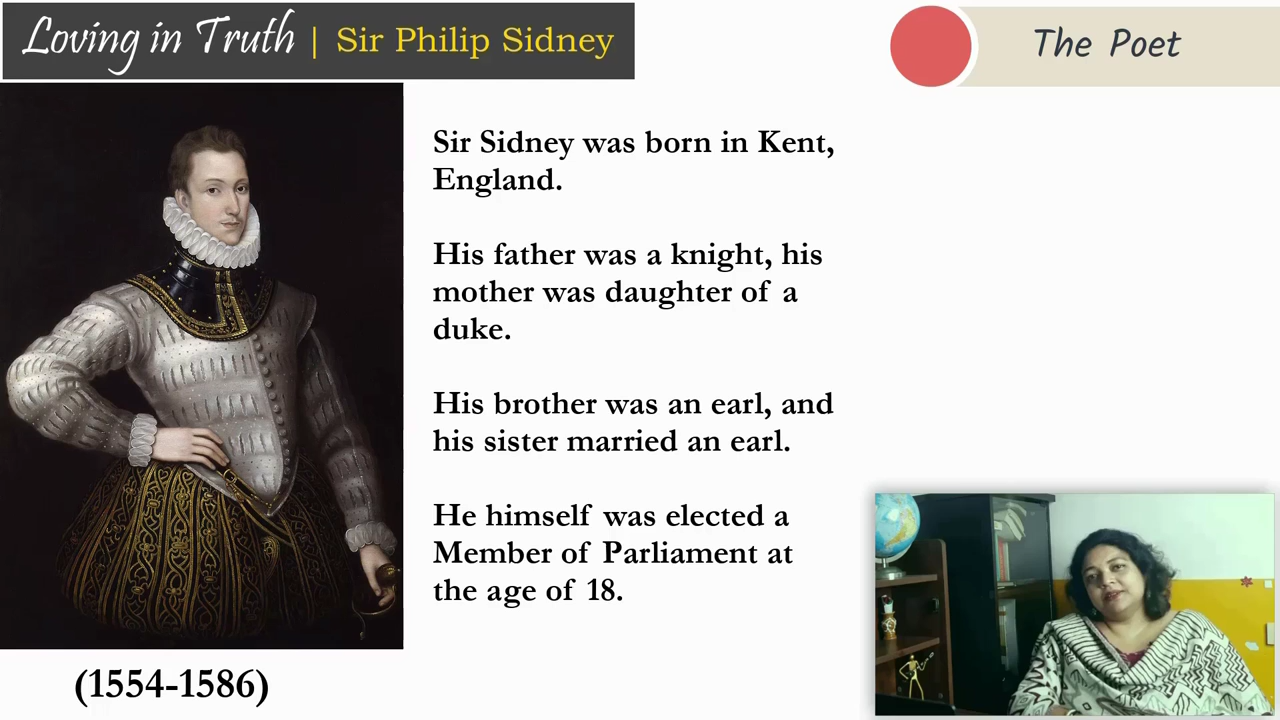 Loving in Truth | Sir Philip Sidney
The Poet
Sir Sidney was born in Kent,
England.
His father was a knight, his
mother was daughter of a
duke.
His brother was an earl, and
his sister married an earl.
He himself was elected a
Member of Parliament at
the age of 18.
(1554-1586)